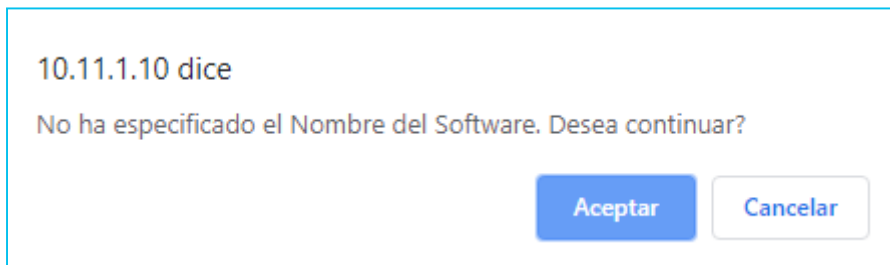 10.11.1.10 dice
No ha especificado el Nombre del Software. Desea continuar?
Aceptar Cancelar